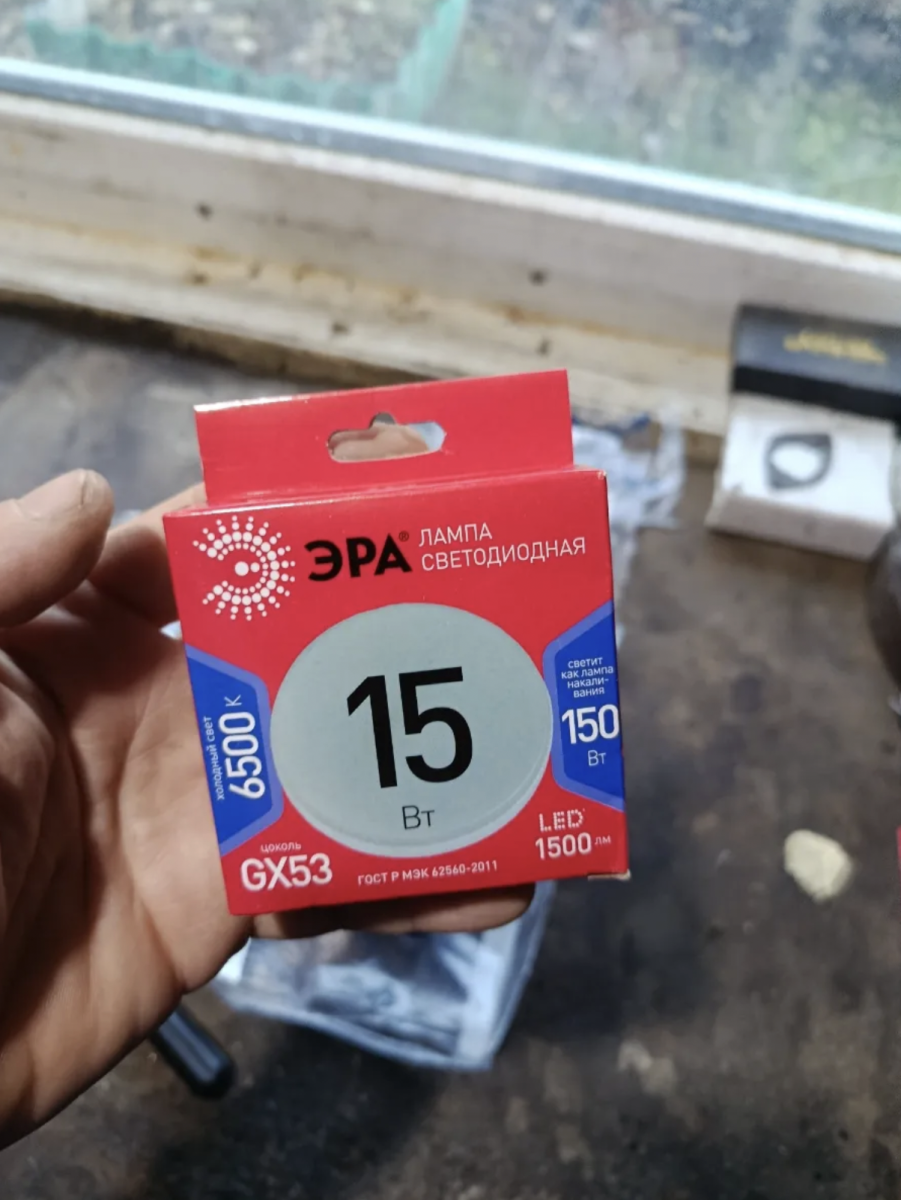 ЭРА®
ЛАМПА
СВЕТОДИОДНАЯ
15
Вт
холодный свет
6500 К
светит
как лампа
накали-
вания
150
Вт
цоколь
GX53
ГОСТ Р МЭК 62560-2011
LED
1500 лм